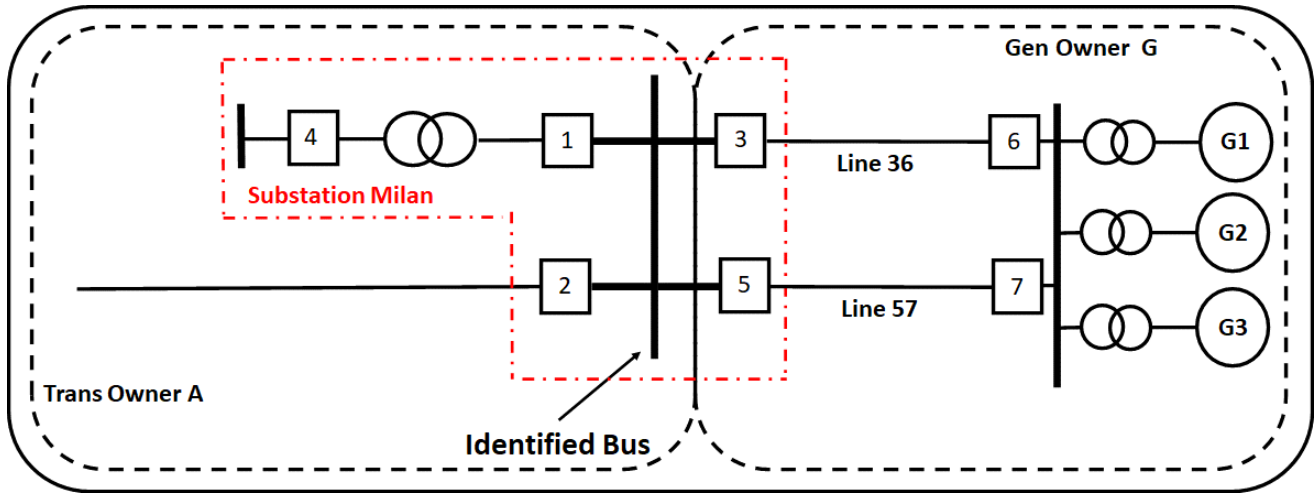 Gen Owner G
4
1
3
6
G1
Line 36
Substation Milan
G2
2
5
7
Line 57
G3
Trans Owner A
Identified Bus